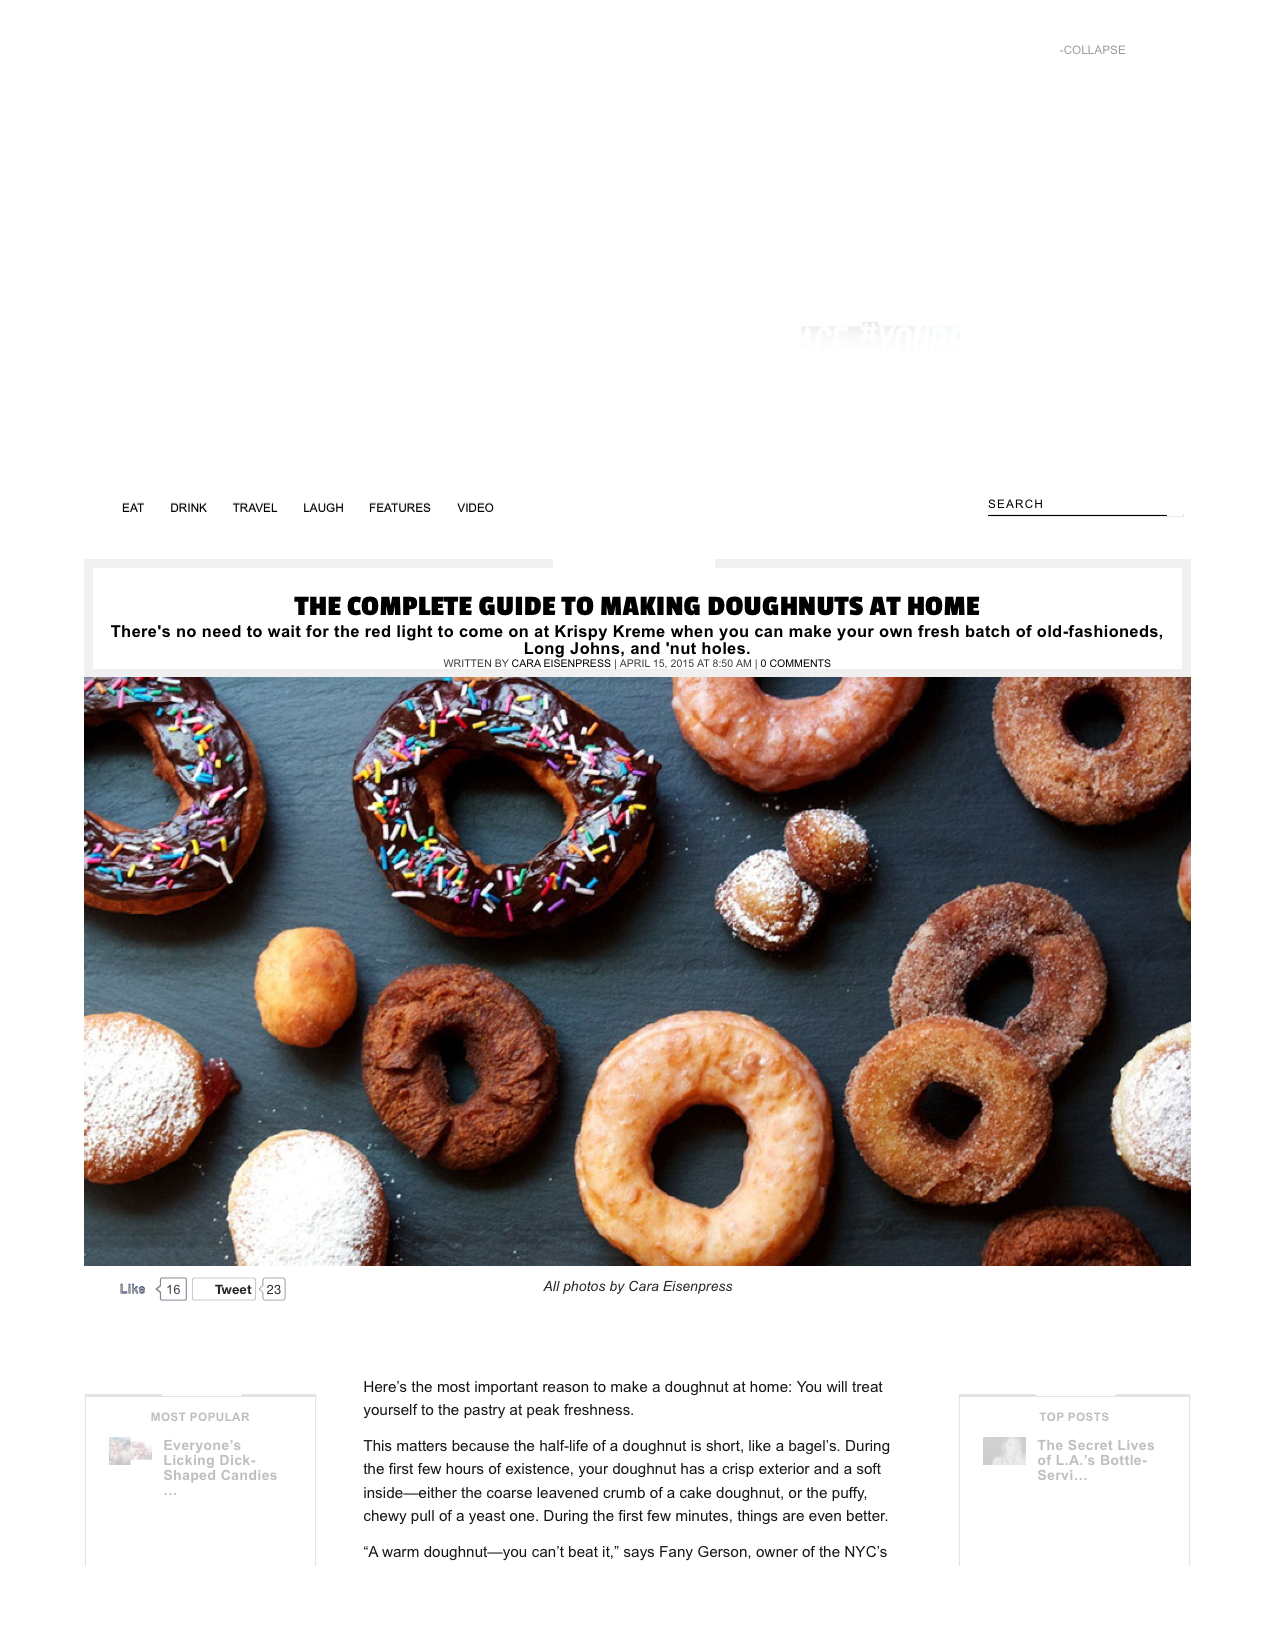 -COLLAPSE
EAT DRINK TRAVEL LAUGH FEATURES VIDEO
SEARCH
THE COMPLETE GUIDE TO MAKING DOUGHNUTS AT HOME
There's no need to wait for the red light to come on at Krispy Kreme when you can make your own fresh batch of old-fashioneds,
Long Johns, and 'nut holes.
WRITTEN BY CARA EISENPRESS | APRIL 15, 2015 AT 8:50 AM | 0 COMMENTS
Like 16 Tweet 23
All photos by Cara Eisenpress
Here’s the most important reason to make a doughnut at home: You will treat
yourself to the pastry at peak freshness.
This matters because the half-life of a doughnut is short, like a bagel’s. During
the first few hours of existence, your doughnut has a crisp exterior and a soft
inside—either the coarse leavened crumb of a cake doughnut, or the puffy,
chewy pull of a yeast one. During the first few minutes, things are even better.
“A warm doughnut—you can’t beat it,” says Fany Gerson, owner of the NYC’s
MOST POPULAR
Everyone’s
Licking Dick-
Shaped Candies
…
TOP POSTS
The Secret Lives
of L.A.’s Bottle-
Servi…